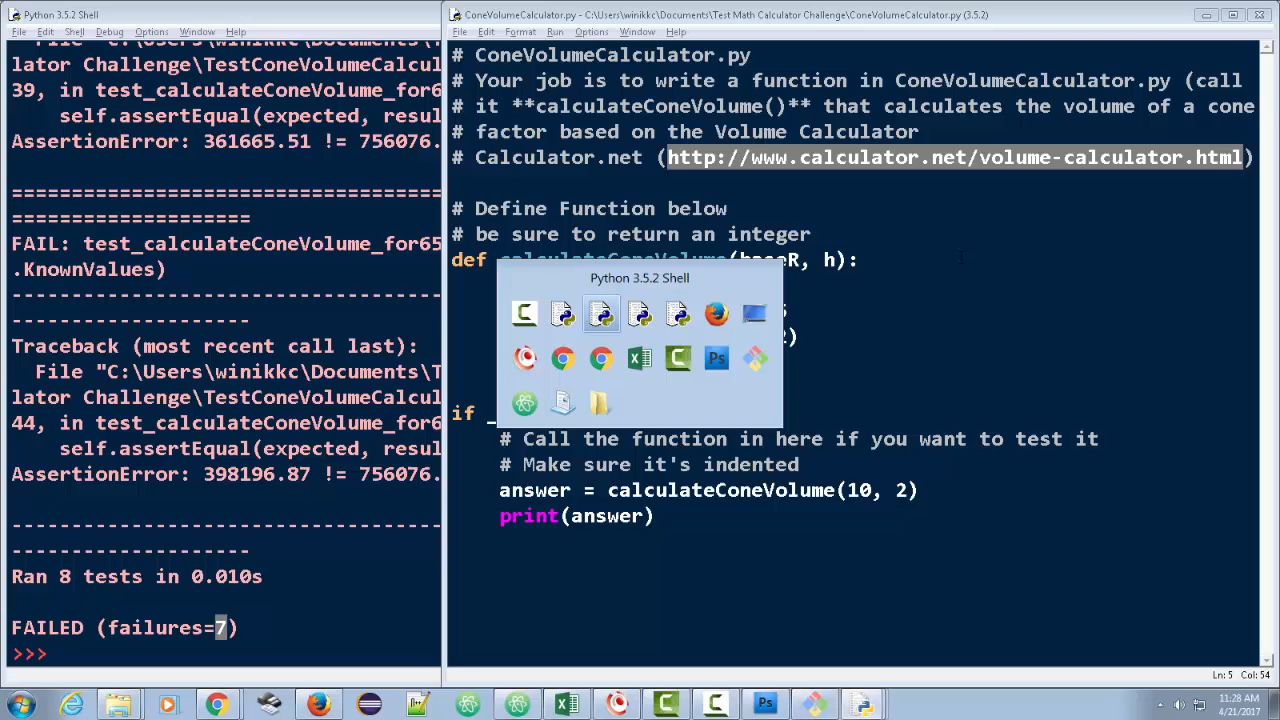 Python 3.5.2 Shell
File Edit Shell Debug Options Window Help
lator Challenge\TestConeVolumeCalcul
39, in test_calculateConeVolume_for6
self.assertEqual(expected, resul
AssertionError: 361665.51 != 756076.
====================================
====================
FAIL: test_calculateConeVolume_for65
.KnownValues)
------------------------------------
--------------------
Traceback (most recent call last):
File "C:\Users\winikkc\Documents\T
lator Challenge\TestConeVolumeCalcul
44, in test_calculateConeVolume_for6
self.assertEqual(expected, resul
AssertionError: 398196.87 != 756076.
------------------------------------
--------------------
Ran 8 tests in 0.010s
FAILED (failures=7)
>>>
ConeVolumeCalculator.py - C:\Users\winikkc\Documents\Test Math Calculator Challenge\ConeVolumeCalculator.py (3.5.2)
File Edit Format Run Options Window Help
# ConeVolumeCalculator.py
# Your job is to write a function in ConeVolumeCalculator.py (call
# it **calculateConeVolume()** that calculates the volume of a cone
# factor based on the Volume Calculator
# Calculator.net (http://www.calculator.net/volume-calculator.html)
# Define Function below
# be sure to return an integer
def calculateConeVolume(baseR, h):
if _
# Call the function in here if you want to test it
# Make sure it's indented
answer = calculateConeVolume(10, 2)
print(answer)
Python 3.5.2 Shell
Ps
Ln: 5 Col: 54
Ps
11:28 AM
4/21/2017